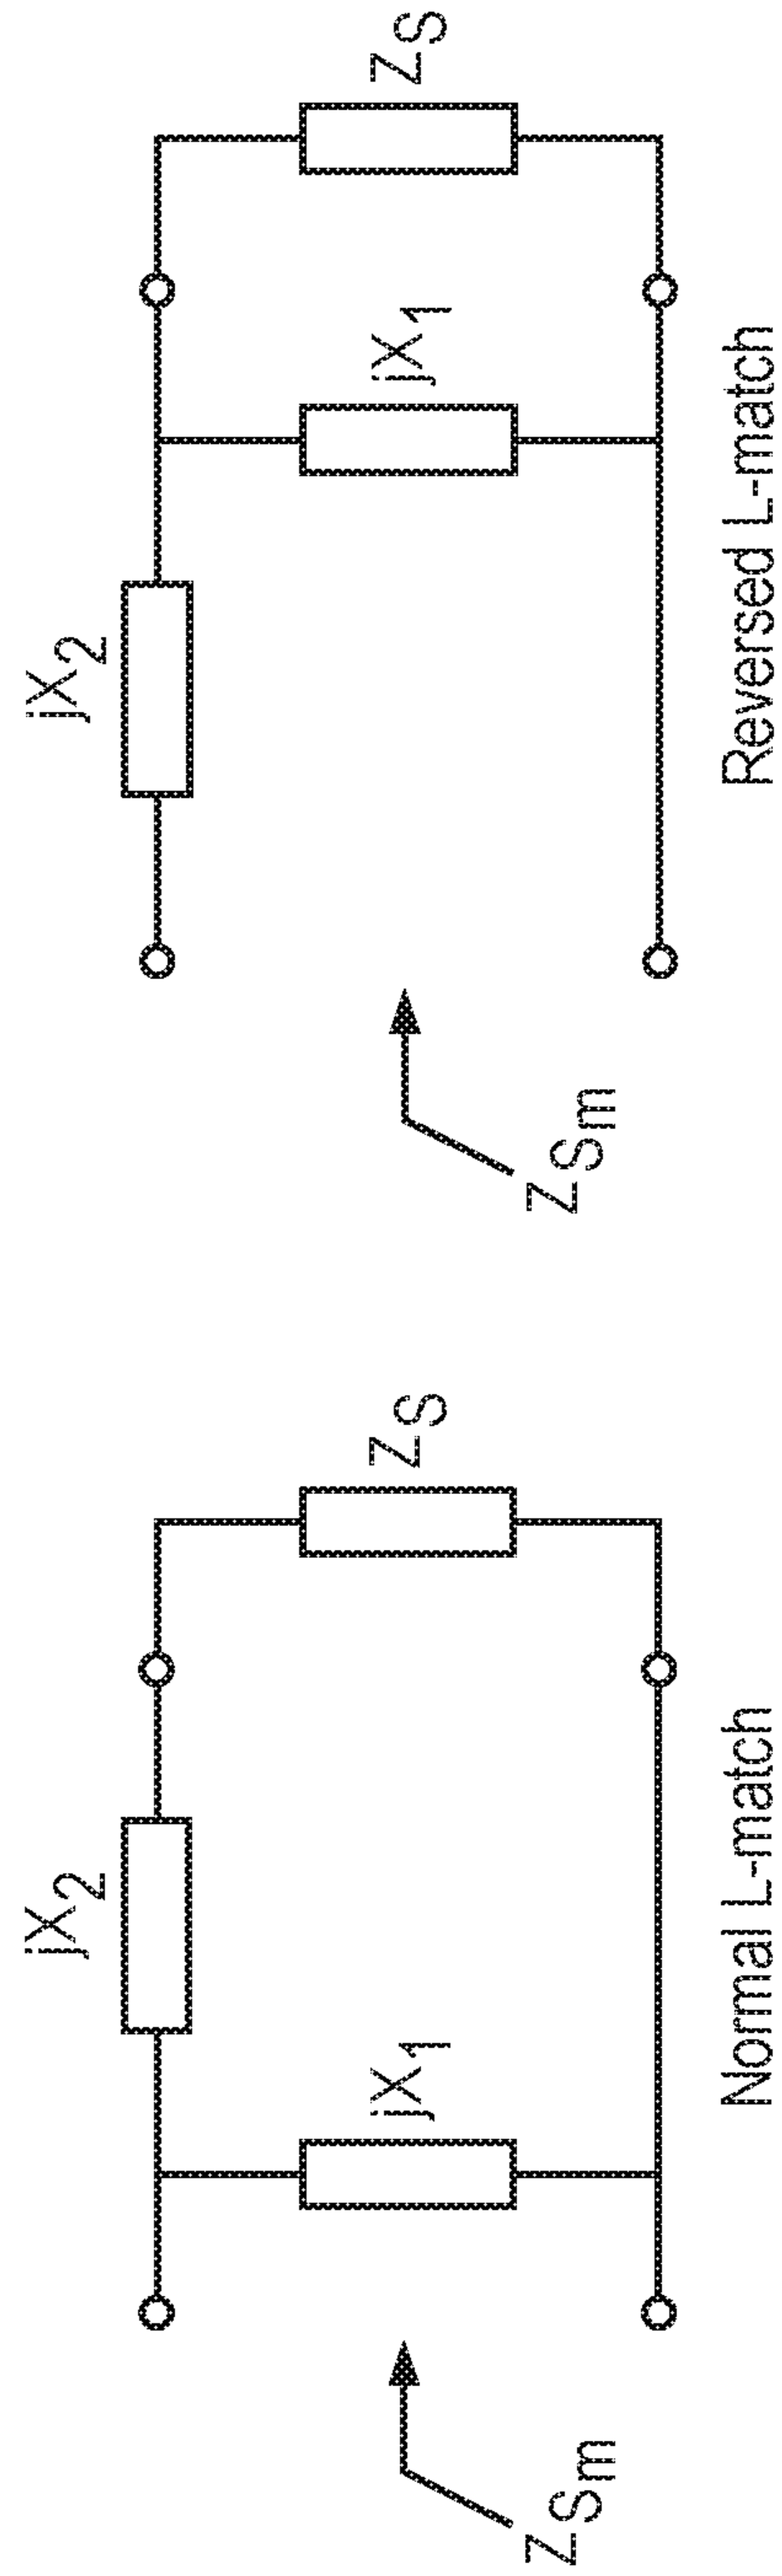 jX2
jX1
ZS
ZSm
Normal L-match
jX2
jX1
ZS
ZSm
Reversed L-match